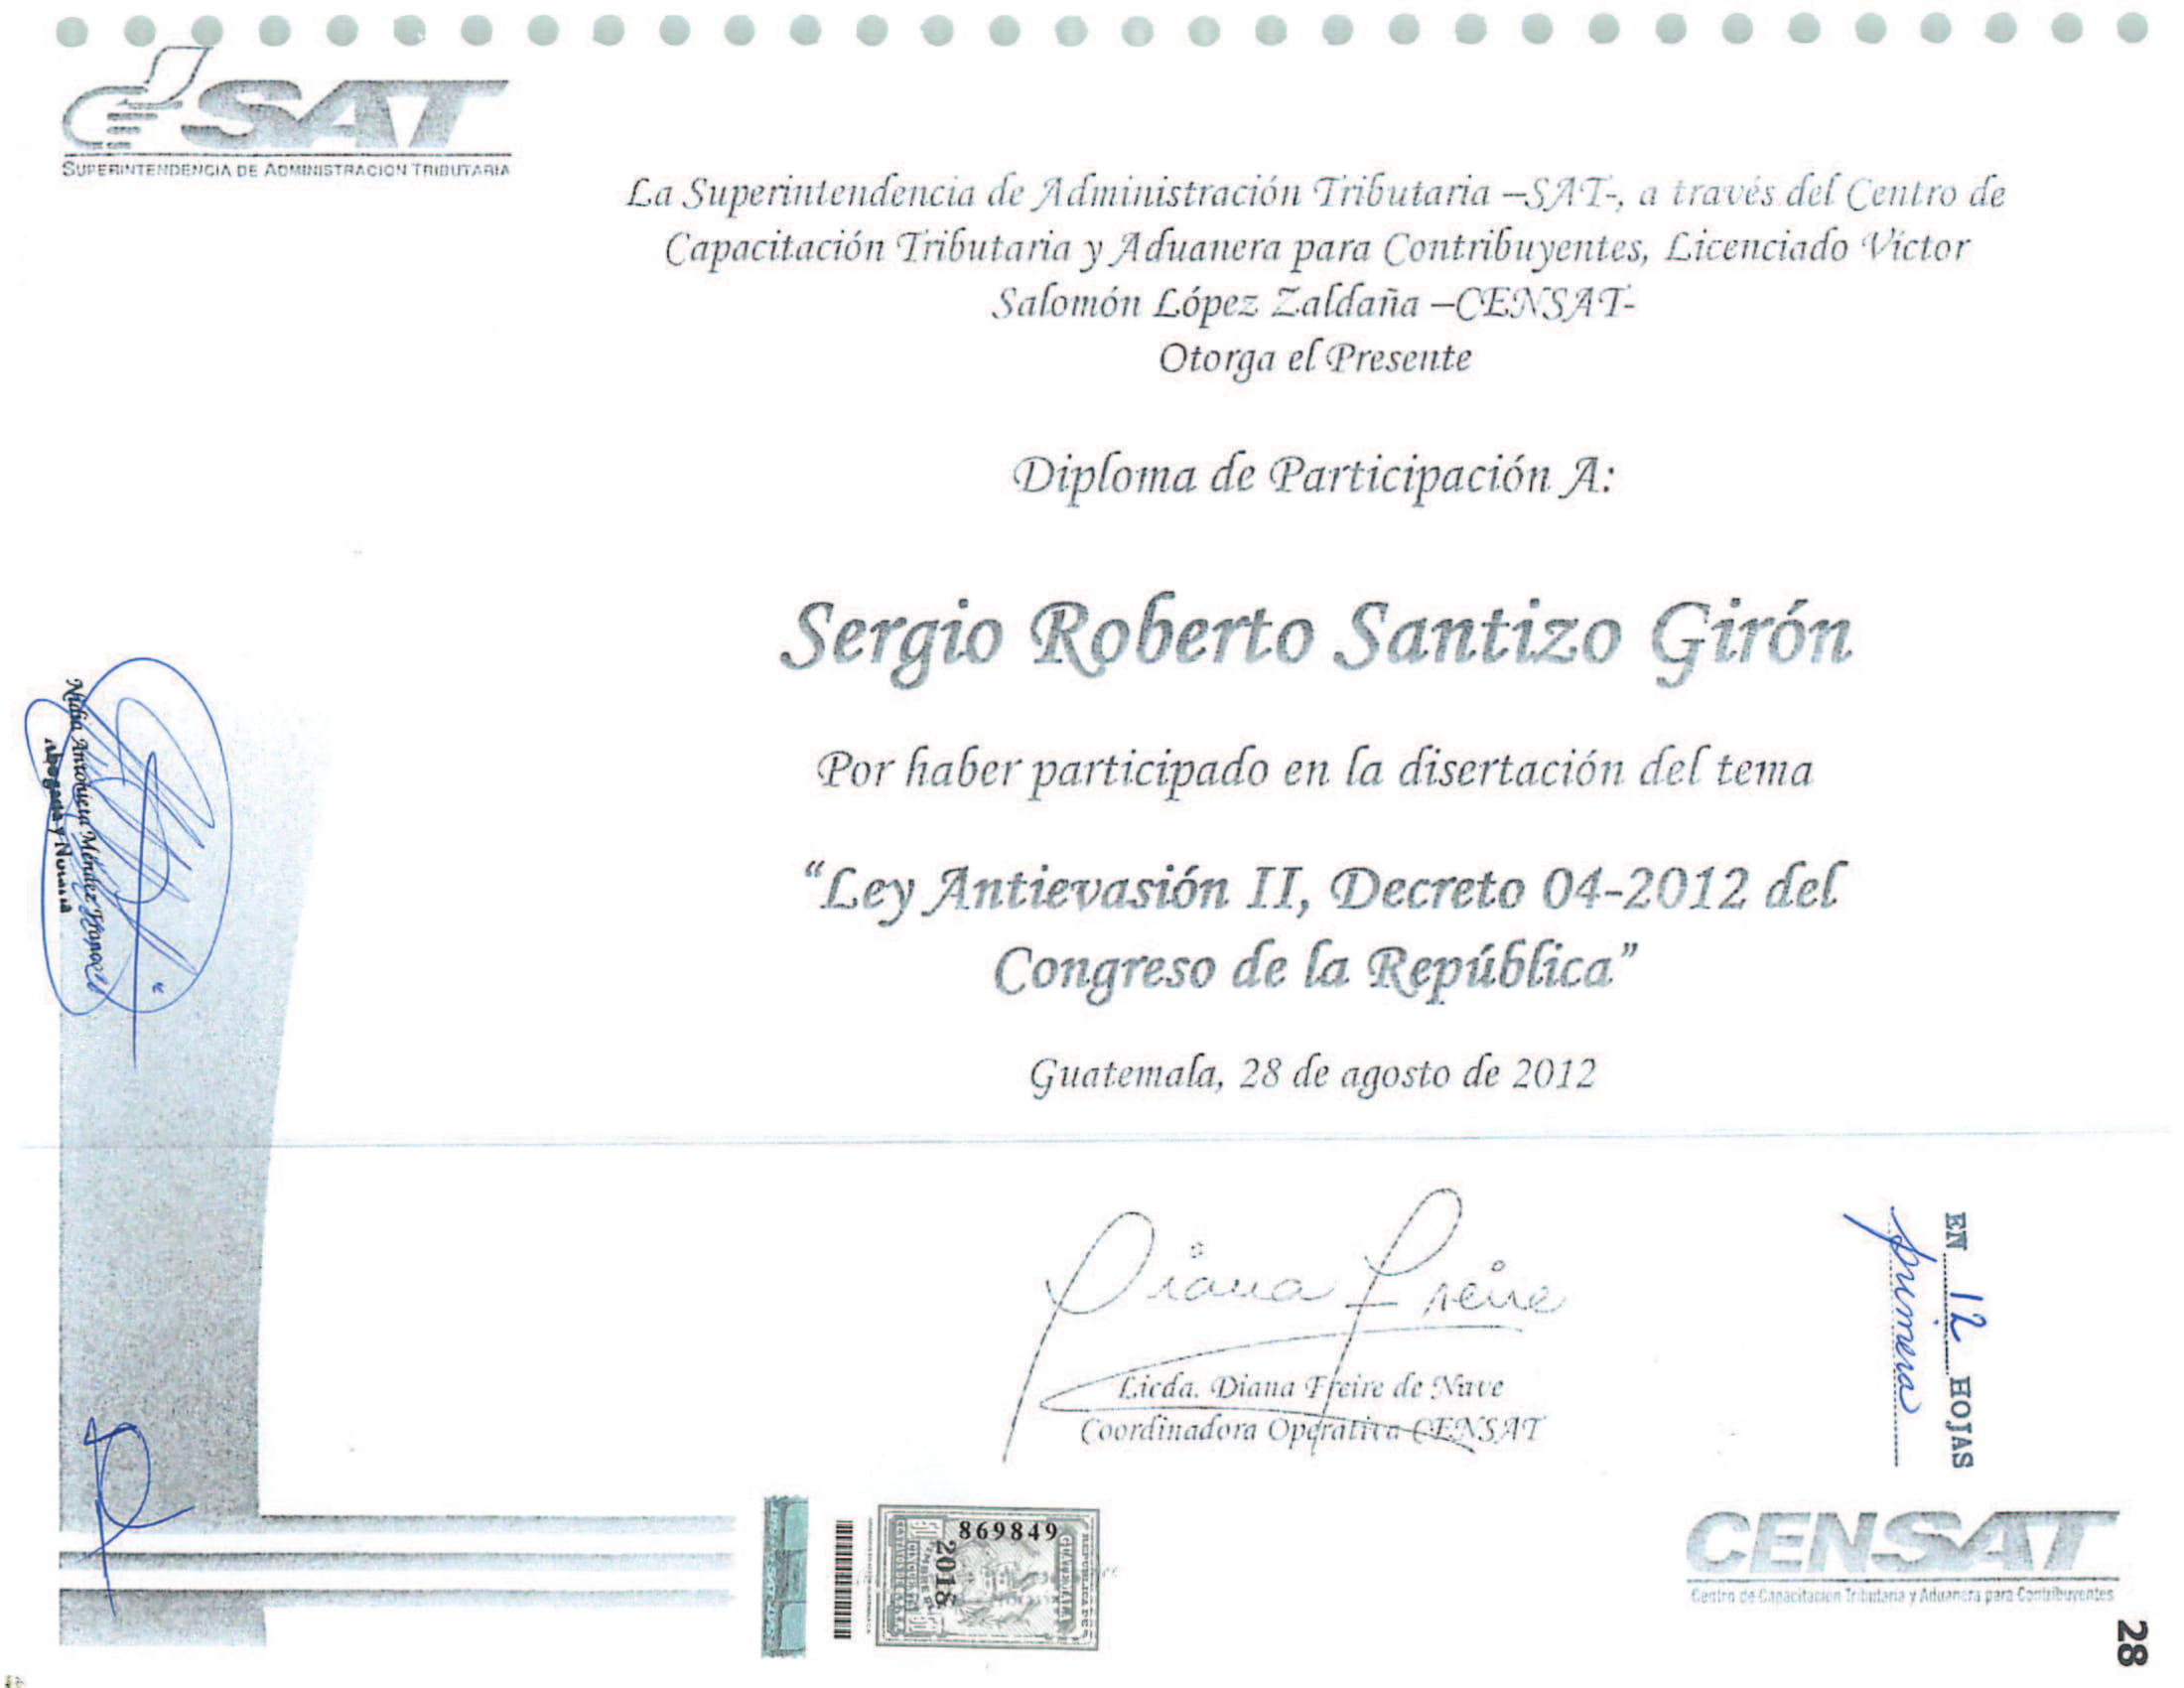 SAT
SUPERINTENDENCIA DE ADMINISTRACION TRIBUTARIA
La Superintendencia de Administración Tributaria –SAT-, a través del Centro de
Capacitación Tributaria y Aduanera para Contribuyentes, Licenciado Víctor
Salomón López Zaldaña –CENSAT-
Otorga el Presente
Diploma de Participación A:
Sergio Roberto Santizo Girón
Por haber participado en la disertación del tema
“Ley Antievasión II, Decreto 04-2012 del
Congreso de la República”
Guatemala, 28 de agosto de 2012
Nidia Antonieta Méndez
Abogada y Notaria
Diana Freire
Licda. Diana Freire de Nave
Coordinadora Operativa CENSAT
EN 12 HOJAS
primera
869849
2018
CENSAT
Centro de Capacitación Tributaria y Aduanera para Contribuyentes
28